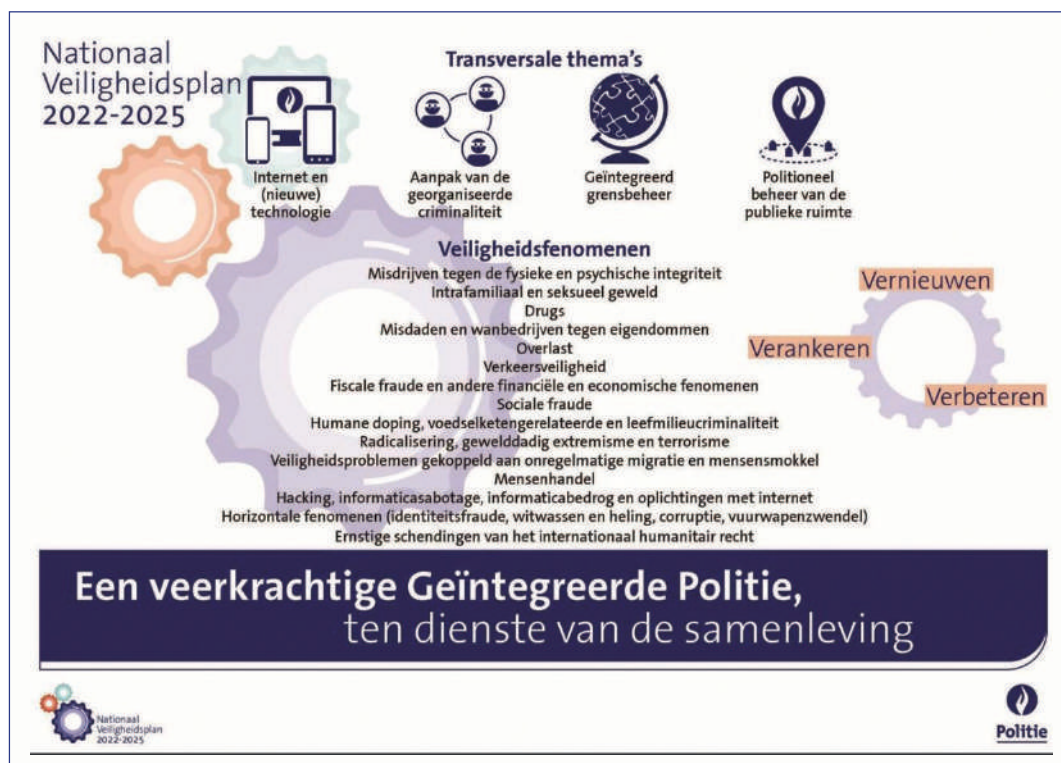 Nationaal
Veiligheidsplan
2022-2025
Transversale thema's
Internet en
(nieuwe)
technologie
Aanpak van de
georganiseerde
criminaliteit
Geïntegreerd
grensbeheer
Politioneel
beheer van de
publieke ruimte
Veiligheidsfenomenen
Misdrijven tegen de fysieke en psychische integriteit
Intrafamiliaal en seksueel geweld
Drugs
Misdaden en wanbedrijven tegen eigendommen
Overlast
Verkeersveiligheid
Fiscale fraude en andere financiële en economische fenomenen
Sociale fraude
Humane doping, voedselketengerelateerde en leefmilieucriminaliteit
Radicalisering, gewelddadig extremisme en terrorisme
Veiligheidsproblemen gekoppeld aan onregelmatige migratie en mensensmokkel
Mensenhandel
Hacking, informaticasabotage, informaticabedrog en oplichtingen met internet
Horizontale fenomenen (identiteitsfraude, witwassen en heling, corruptie, vuurwapenzwendel)
Ernstige schendingen van het internationaal humanitair recht
Vernieuwen
Verankeren
Verbeteren
Een veerkrachtige Geïntegreerde Politie,
ten dienste van de samenleving
Nationaal
Veiligheidsplan
2022-2025
Politie